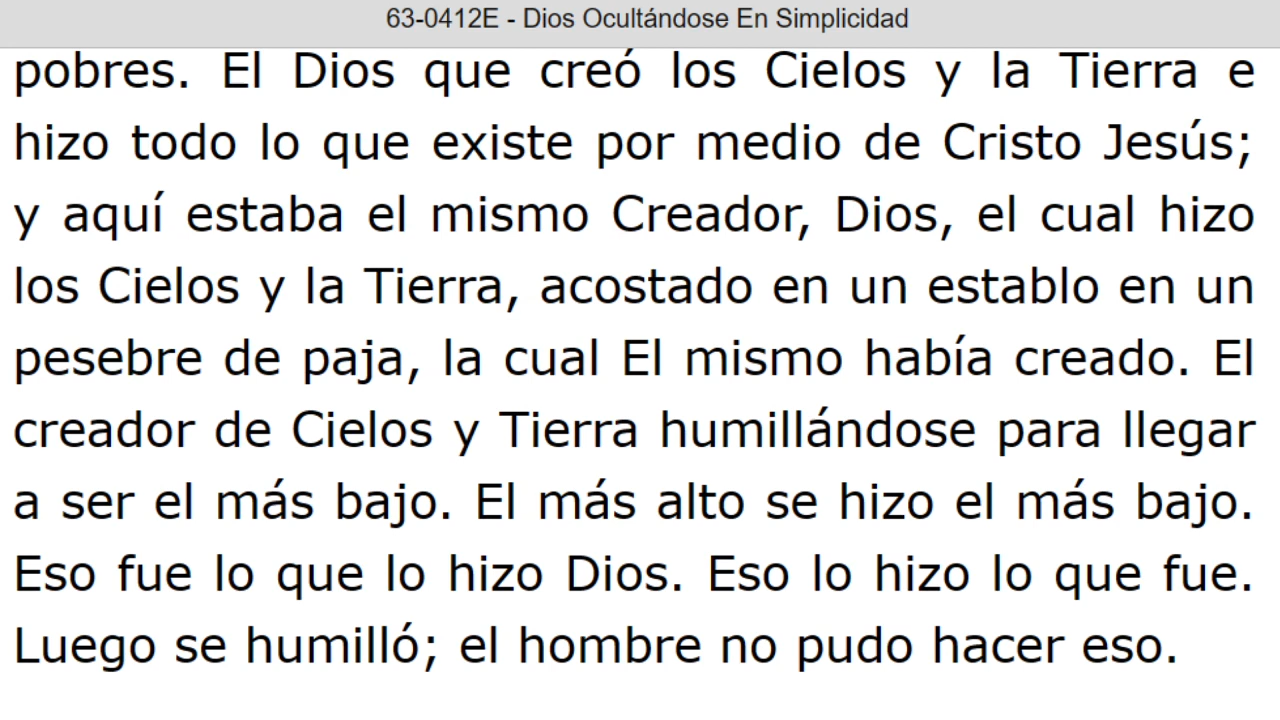 63-0412E - Dios Ocultándose En Simplicidad
pobres. El Dios que creó los Cielos y la Tierra e
hizo todo lo que existe por medio de Cristo Jesús;
y aquí estaba el mismo Creador, Dios, el cual hizo
los Cielos y la Tierra, acostado en un establo en un
pesebre de paja, la cual El mismo había creado. El
creador de Cielos y Tierra humillándose para llegar
a ser el más bajo. El más alto se hizo el más bajo.
Eso fue lo que lo hizo Dios. Eso lo hizo lo que fue.
Luego se humilló; el hombre no pudo hacer eso.